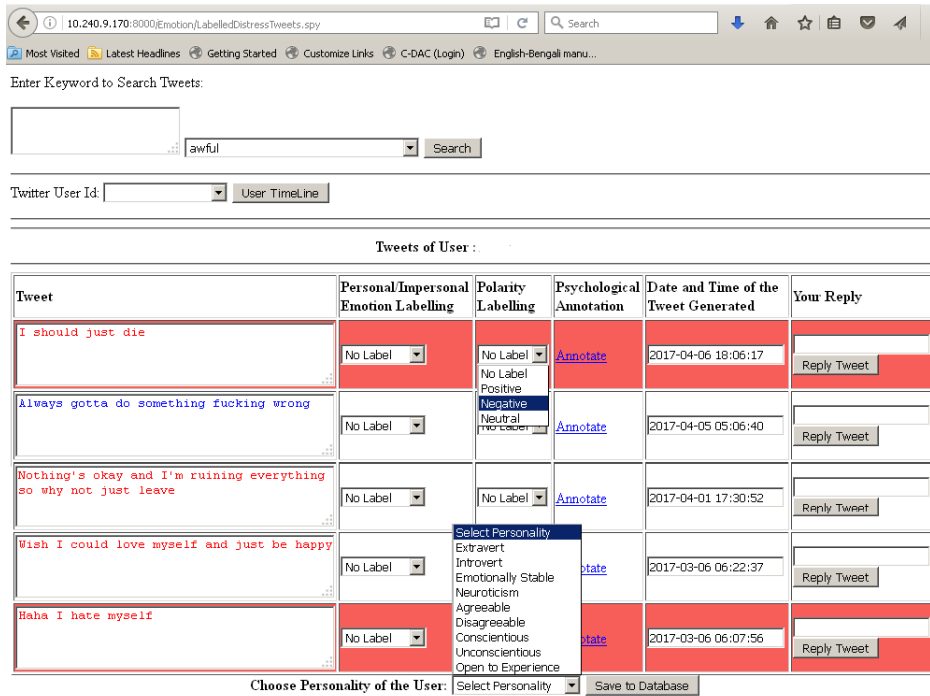 10.240.9.170:8000/Emotion/LabelledDistressTweets.spy
Search
Most Visited Latest Headlines Getting Started Customize Links C-DAC (Login) English-Bengali manu...
Enter Keyword to Search Tweets:
awful Search
Twitter User Id: User TimeLine
Tweets of User :
Tweet Personal/Impersonal Emotion Labelling Polarity Labelling Psychological Annotation Date and Time of the Tweet Generated Your Reply
I should just die
No Label No Label Annotate 2017-04-06 18:06:17 Reply Tweet
No Label
Positive
Negative
Neutral
Always gotta do something fucking wrong
No Label No Label Annotate 2017-04-05 05:06:40 Reply Tweet
Nothing's okay and I'm ruining everything
so why not just leave
No Label No Label Annotate 2017-04-01 17:30:52 Reply Tweet
Wish I could love myself and just be happy
No Label 2017-03-06 06:22:37 Reply Tweet
Haha I hate myself
No Label 2017-03-06 06:07:56 Reply Tweet
Select Personality
Extravert
Introvert
Emotionally Stable
Neuroticism
Agreeable
Disagreeable
Conscientious
Unconscientious
Open to Experience
Choose Personality of the User: Select Personality Save to Database